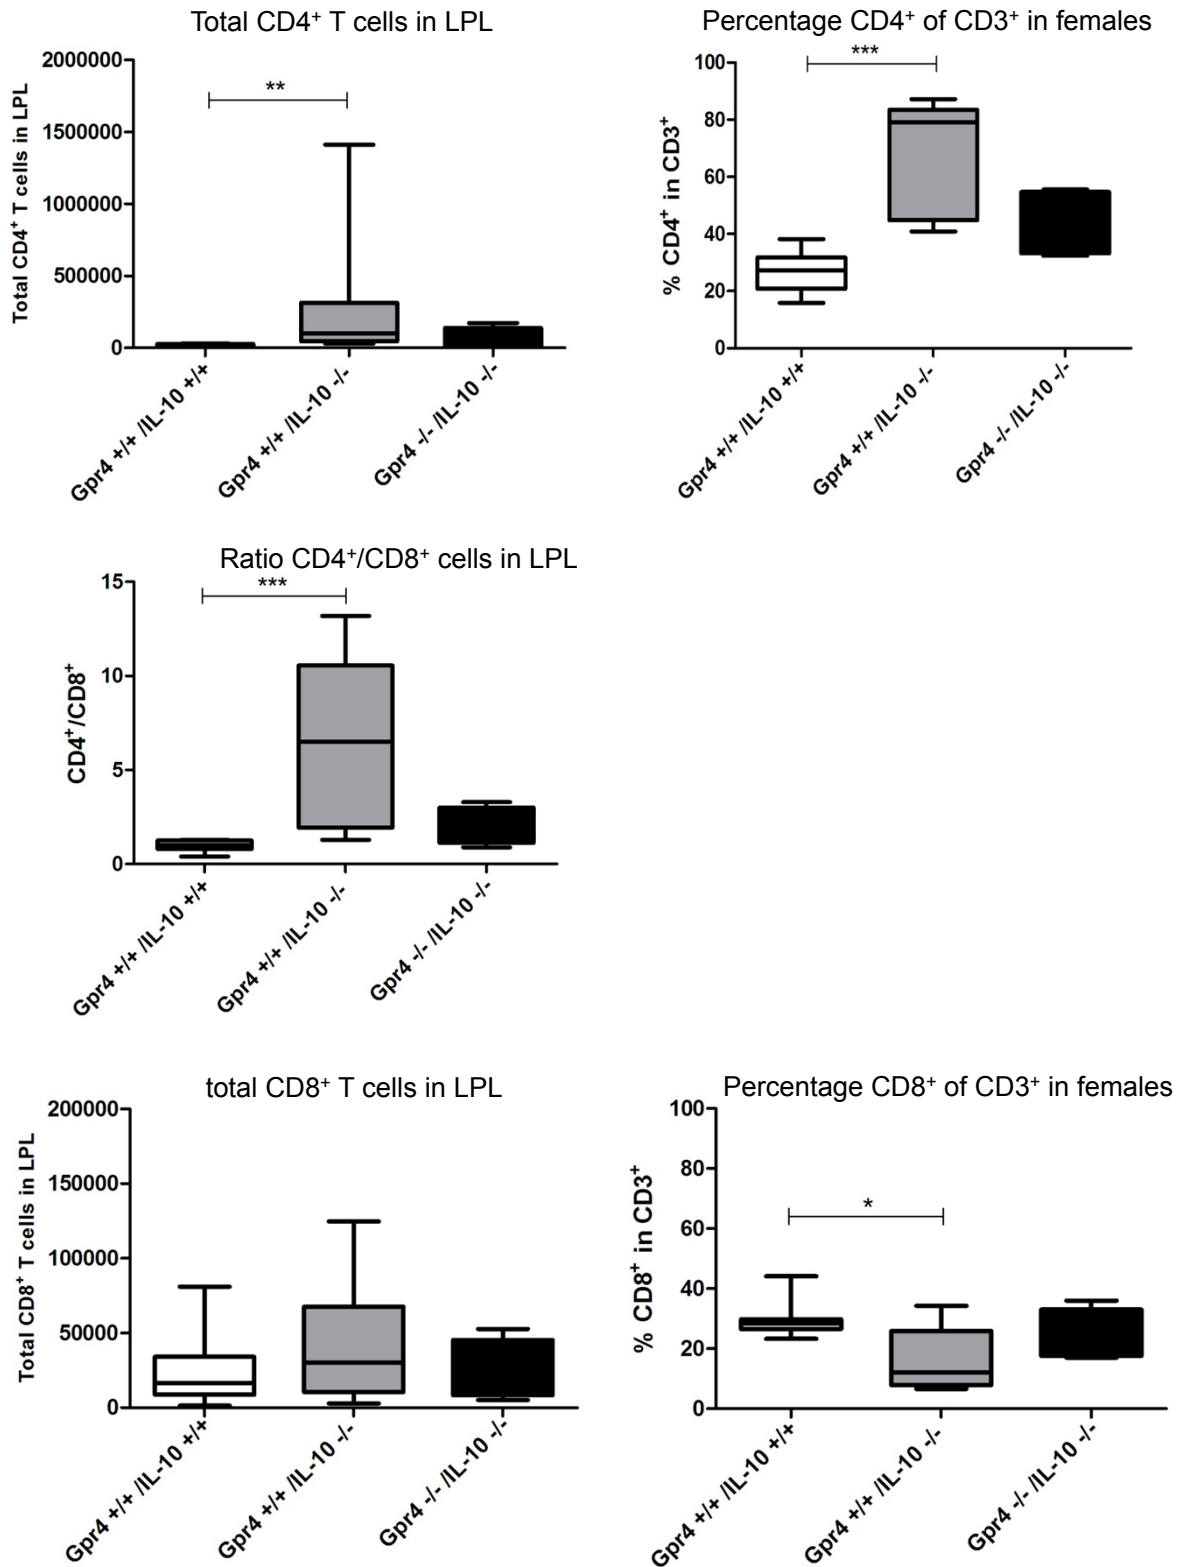 Total CD4⁺ T cells in LPL
Total CD4⁺ T cells in LPL
2000000
1500000
1000000
500000
0
**
Gpr4 +/+ /IL-10 +/+
Gpr4 +/+ /IL-10 -/-
Gpr4 -/- /IL-10 -/-
Percentage CD4⁺ of CD3⁺ in females
% CD4⁺ in CD3⁺
100
80
60
40
20
0
***
Gpr4 +/+ /IL-10 +/+
Gpr4 +/+ /IL-10 -/-
Gpr4 -/- /IL-10 -/-
Ratio CD4⁺/CD8⁺ cells in LPL
CD4⁺/CD8⁺
15
10
5
0
***
Gpr4 +/+ /IL-10 +/+
Gpr4 +/+ /IL-10 -/-
Gpr4 -/- /IL-10 -/-
total CD8⁺ T cells in LPL
Total CD8⁺ T cells in LPL
200000
150000
100000
50000
0
Gpr4 +/+ /IL-10 +/+
Gpr4 +/+ /IL-10 -/-
Gpr4 -/- /IL-10 -/-
Percentage CD8⁺ of CD3⁺ in females
% CD8⁺ in CD3⁺
100
80
60
40
20
0
*
Gpr4 +/+ /IL-10 +/+
Gpr4 +/+ /IL-10 -/-
Gpr4 -/- /IL-10 -/-